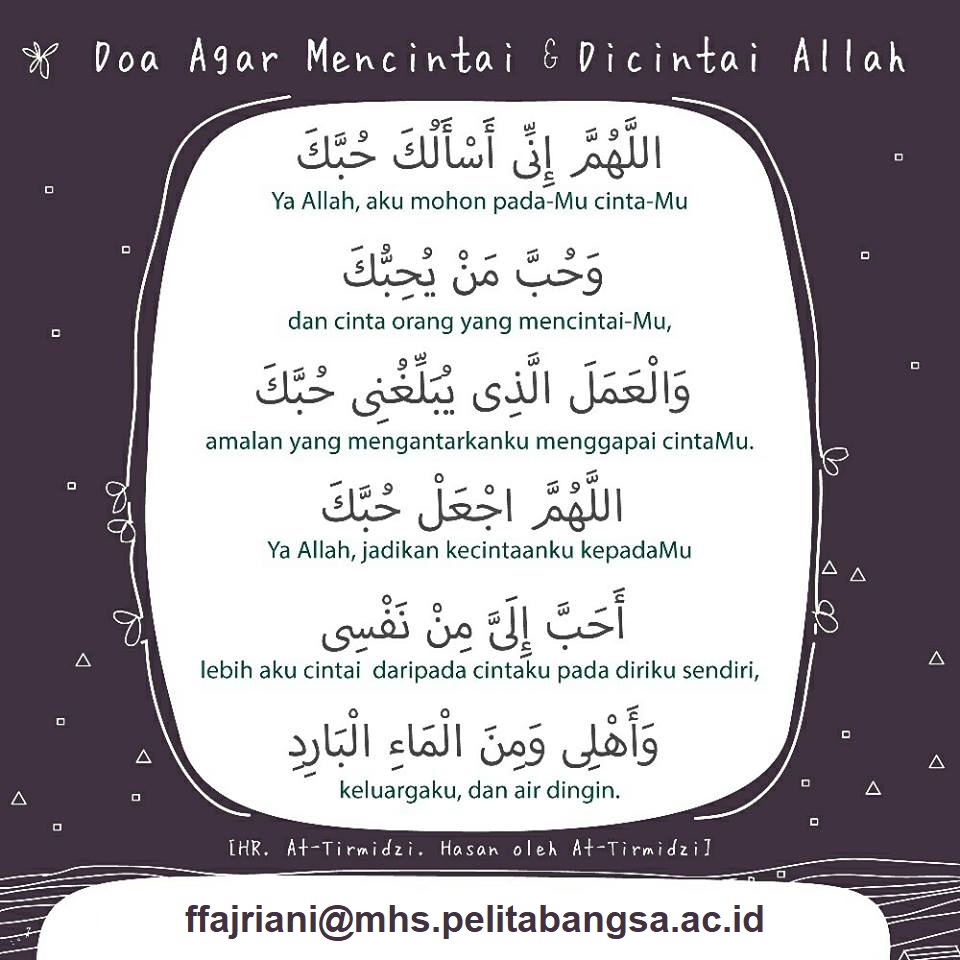 Doa Agar Mencintai & Dicintai Allah
اللَّهُمَّ إِنِّى أَسْأَلُكَ حُبَّكَ
Ya Allah, aku mohon pada-Mu cinta-Mu
وَحُبَّ مَنْ يُحِبُّكَ
dan cinta orang yang mencintai-Mu,
وَالْعَمَلَ الَّذِى يُبَلِّغُنِى حُبَّكَ
amalan yang mengantarkanku menggapai cintaMu.
اللَّهُمَّ اجْعَلْ حُبَّكَ
Ya Allah, jadikan kecintaanku kepadaMu
أَحَبَّ إِلَىَّ مِنْ نَفْسِى
lebih aku cintai daripada cintaku pada diriku sendiri,
وَأَهْلِى وَمِنَ الْمَاءِ الْبَارِدِ
keluargaku, dan air dingin.
[HR. At-Tirmidzi. Hasan oleh At-Tirmidzi]
ffajriani@mhs.pelitabangsa.ac.id